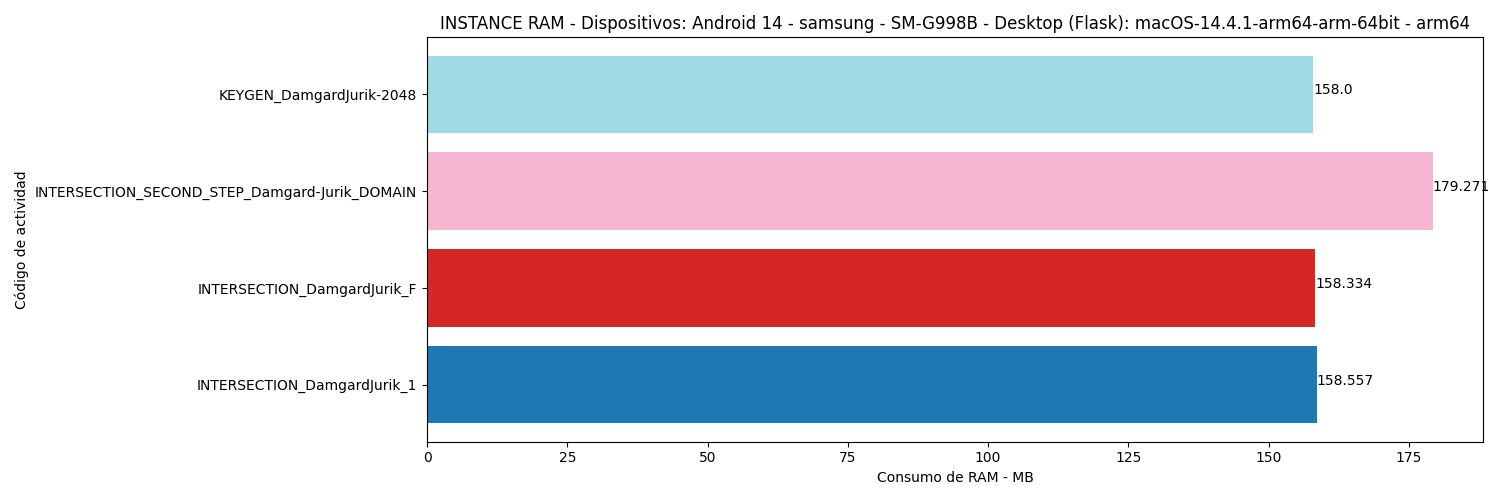 INSTANCE RAM - Dispositivos: Android 14 - samsung - SM-G998B - Desktop (Flask): macOS-14.4.1-arm64-arm-64bit - arm64
Código de actividad
KEYGEN_DamgardJurik-2048
158.0
INTERSECTION_SECOND_STEP_Damgard-Jurik_DOMAIN
179.271
INTERSECTION_DamgardJurik_F
158.334
INTERSECTION_DamgardJurik_1
158.557
0 25 50 75 100 125 150 175
Consumo de RAM - MB